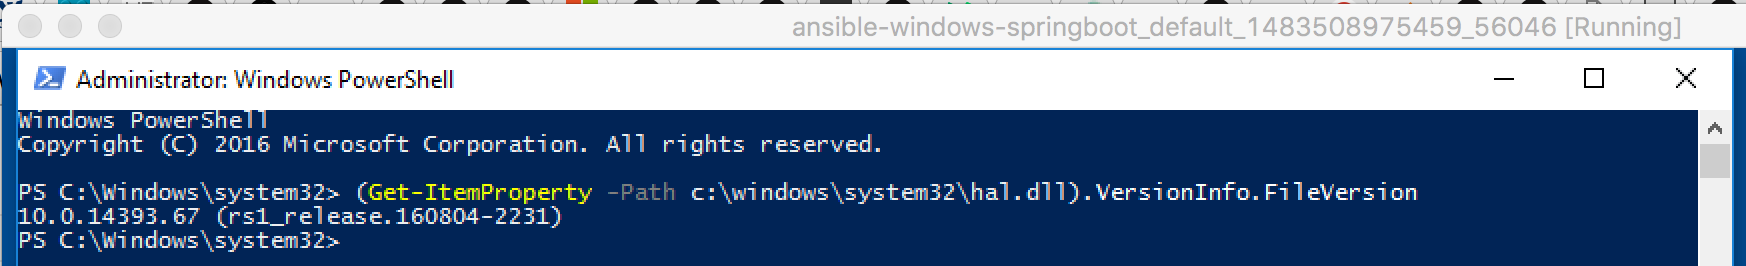 ansible-windows-springboot_default_1483508975459_56046 [Running]
Administrator: Windows PowerShell
Windows PowerShell
Copyright (C) 2016 Microsoft Corporation. All rights reserved.
PS C:\Windows\system32> (Get-ItemProperty -Path c:\windows\system32\hal.dll).VersionInfo.FileVersion
10.0.14393.67 (rs1_release.160804-2231)
PS C:\Windows\system32>